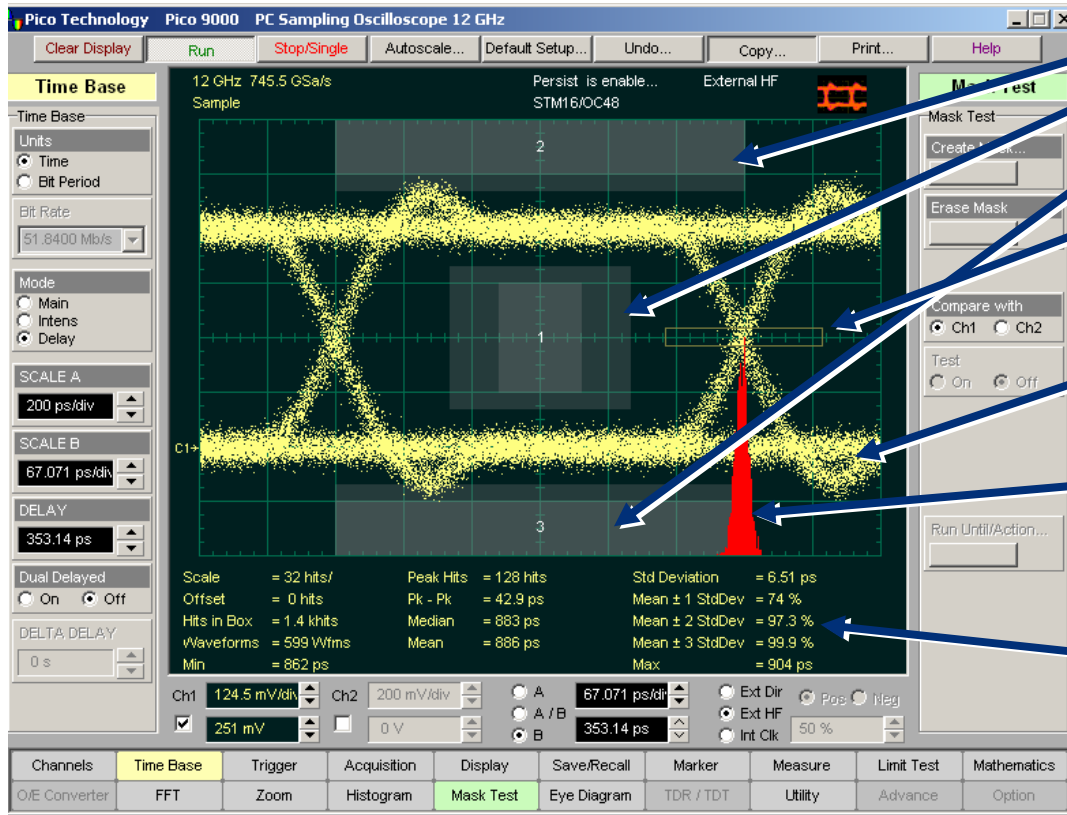 Pico Technology Pico 9000 PC Sampling Oscilloscope 12 GHz
Clear Display Run Stop/Single Autoscale... Default Setup... Undo... Copy... Print... Help
Time Base
Time Base
Units
Time
Bit Period
Bit Rate
51.8400 Mb/s
Mode
Main
Intens
Delay
SCALE A
200 ps/div
SCALE B
67.071 ps/div
DELAY
353.14 ps
Dual Delayed
On Off
DELTA DELAY
0 s
12 GHz 745.5 GSa/s Persist is enable... External HF
Sample STM16/OC48
2
1
C1
3
Scale = 32 hits/ Peak Hits = 128 hits Std Deviation = 6.51 ps
Offset = 0 hits Pk - Pk = 42.9 ps Mean ± 1 StdDev = 74 %
Hits in Box = 1.4 khits Median = 883 ps Mean ± 2 StdDev = 97.3 %
Waveforms = 599 Wfms Mean = 886 ps Mean ± 3 StdDev = 99.9 %
Min = 862 ps Max = 904 ps
Mask Test
Mask Test
Create Mask...
Erase Mask
Compare with
Ch1 Ch2
Test
On Off
Run Until/Action...
Ch1 124.5 mV/div Ch2 200 mV/div A 67.071 ps/div Ext Dir Pos Neg
A / B Ext HF
251 mV 0 V B 353.14 ps Int Clk 50 %
Channels Time Base Trigger Acquisition Display Save/Recall Marker Measure Limit Test Mathematics
O/E Converter FFT Zoom Histogram Mask Test Eye Diagram TDR / TDT Utility Advance Option